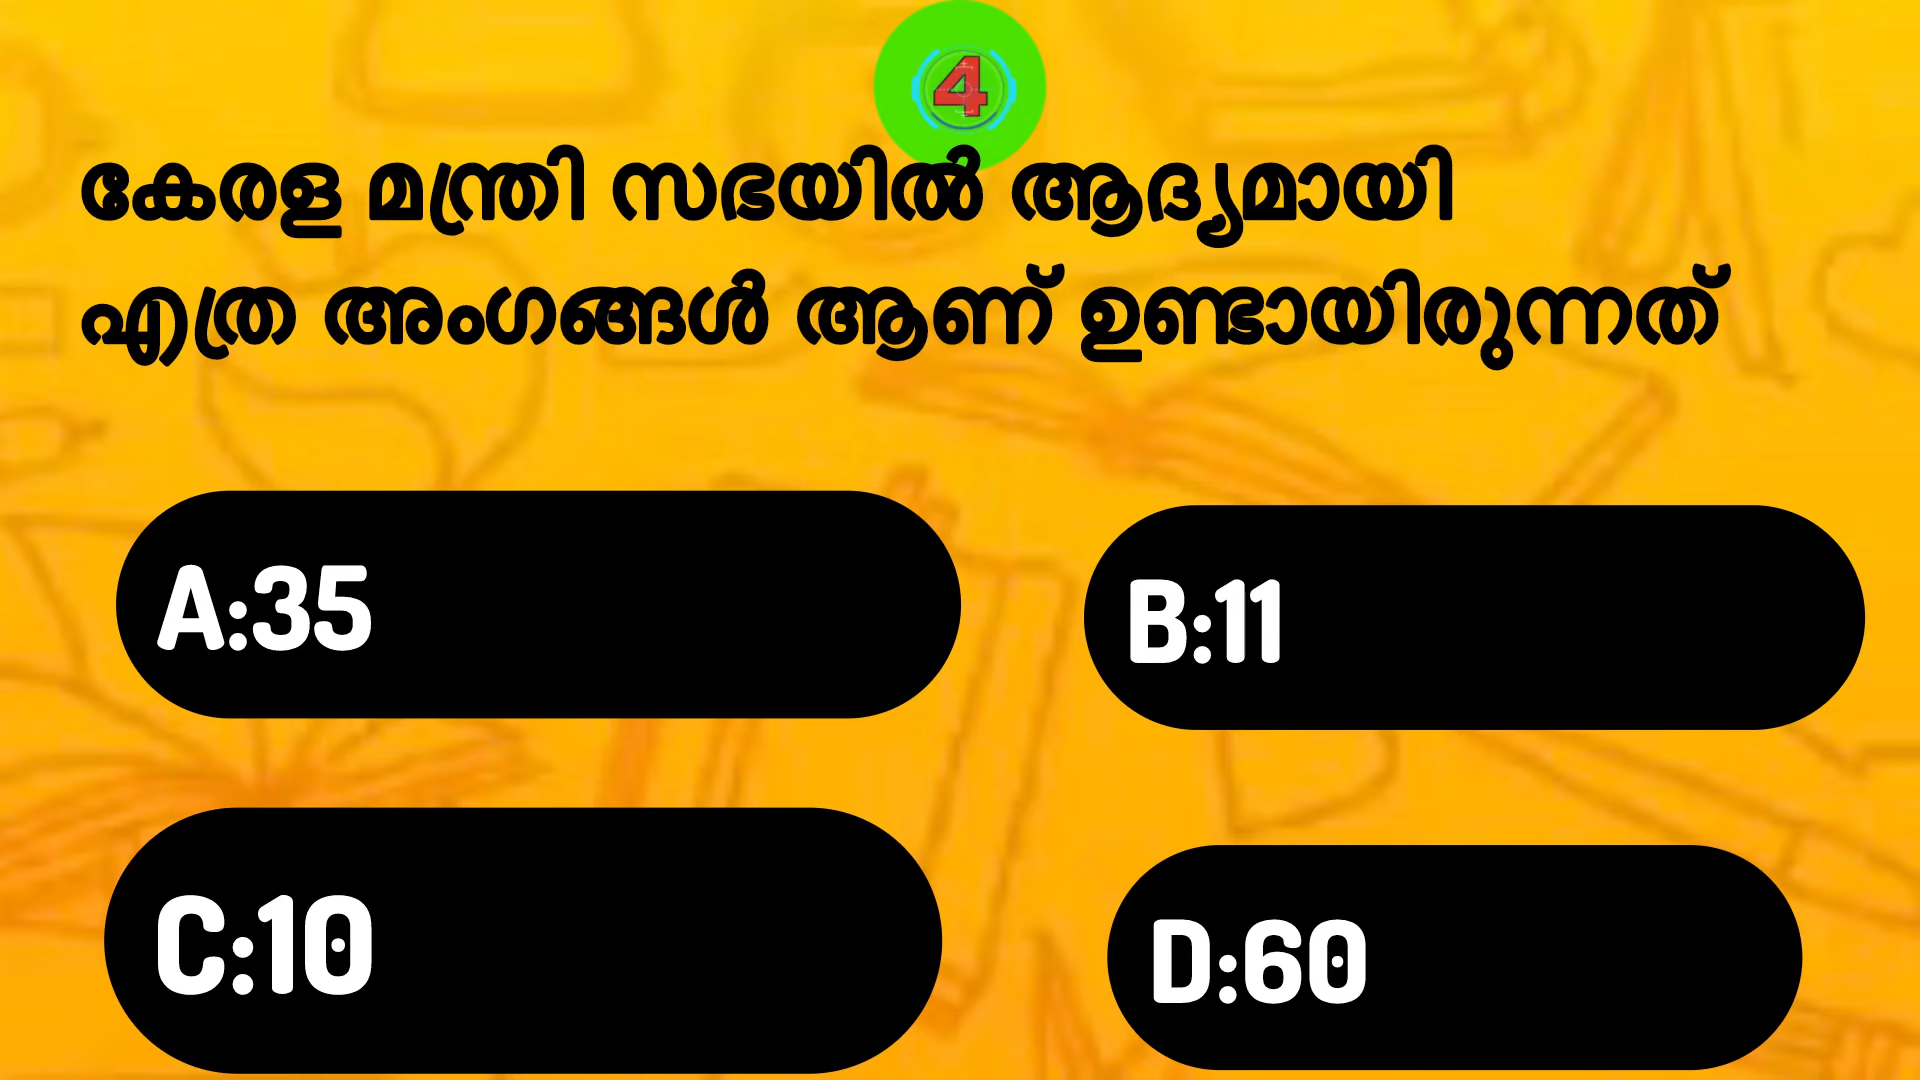 4
കേരള മന്ത്രി സഭയിൽ ആദ്യമായി
എത്ര അംഗങ്ങൾ ആണ് ഉണ്ടായിരുന്നത്
A:35
B:11
C:10
D:60